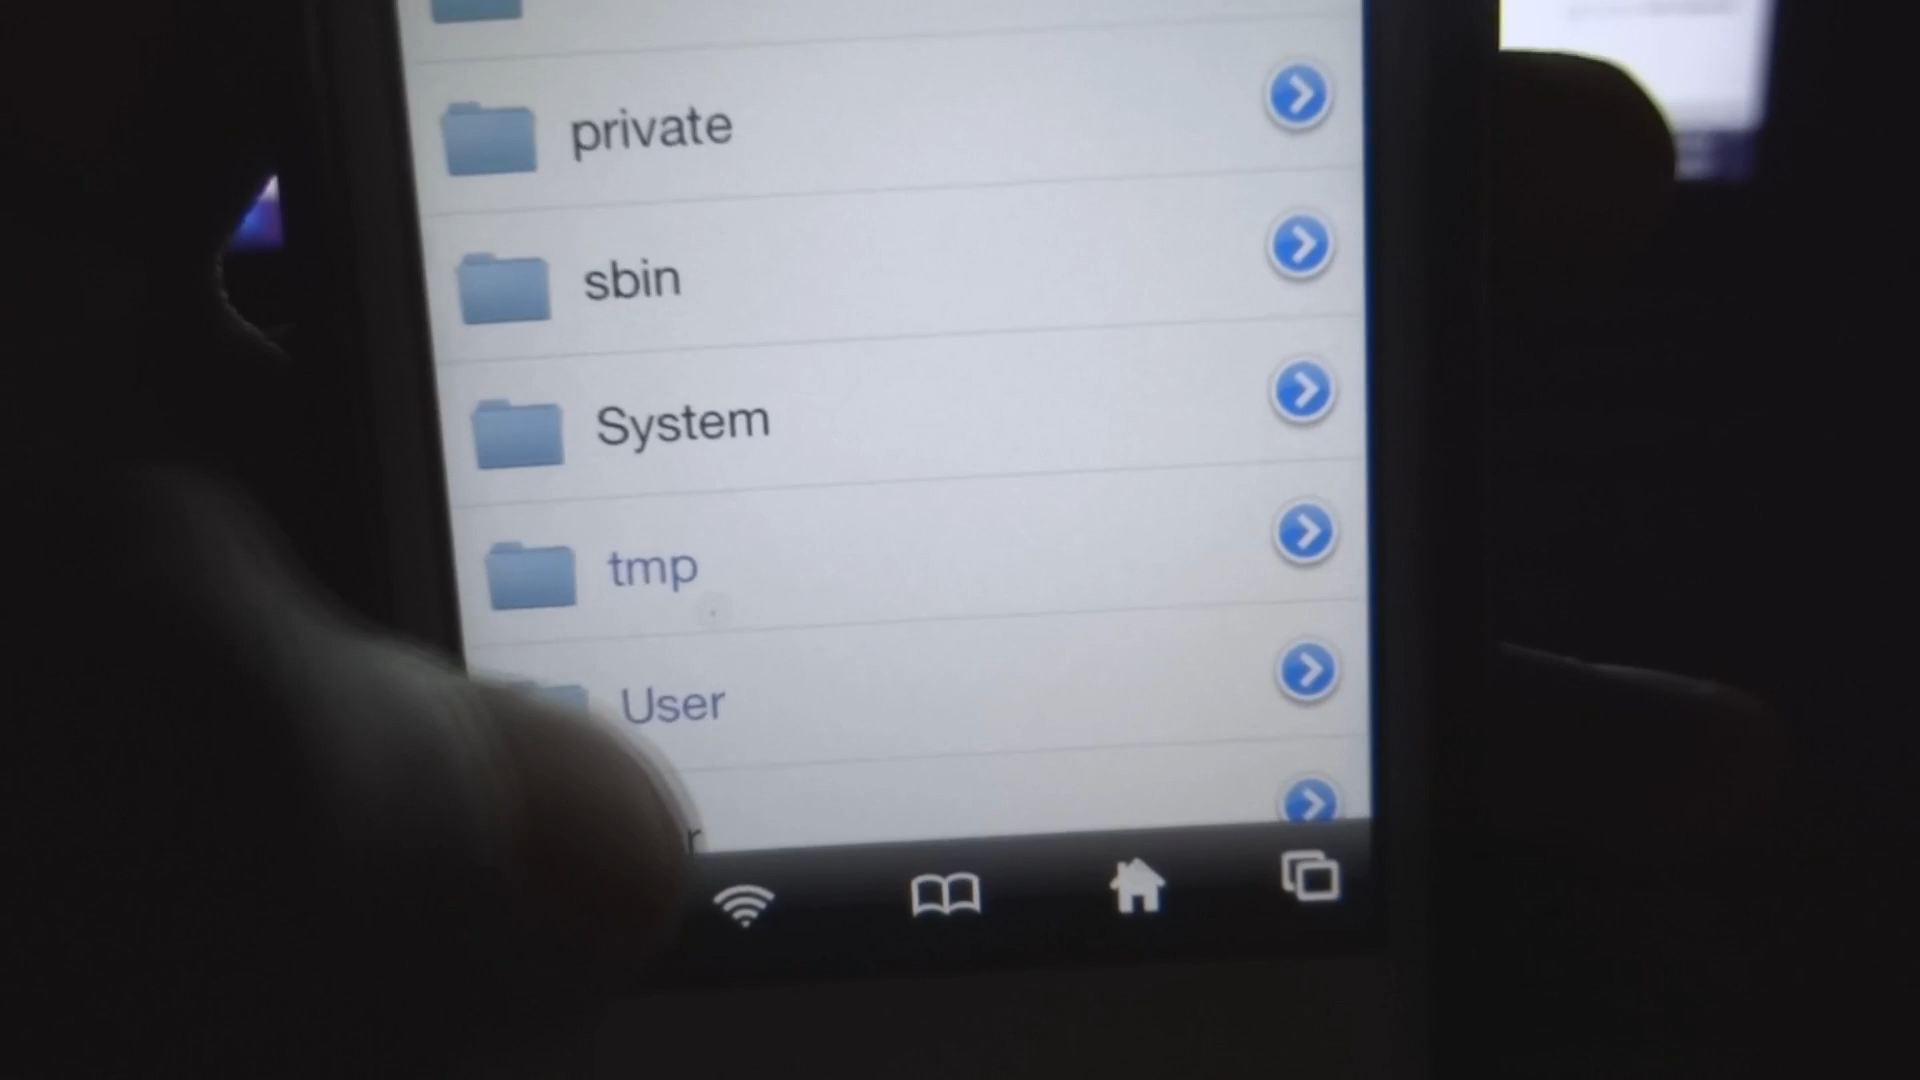 private
sbin
System
tmp
User
r